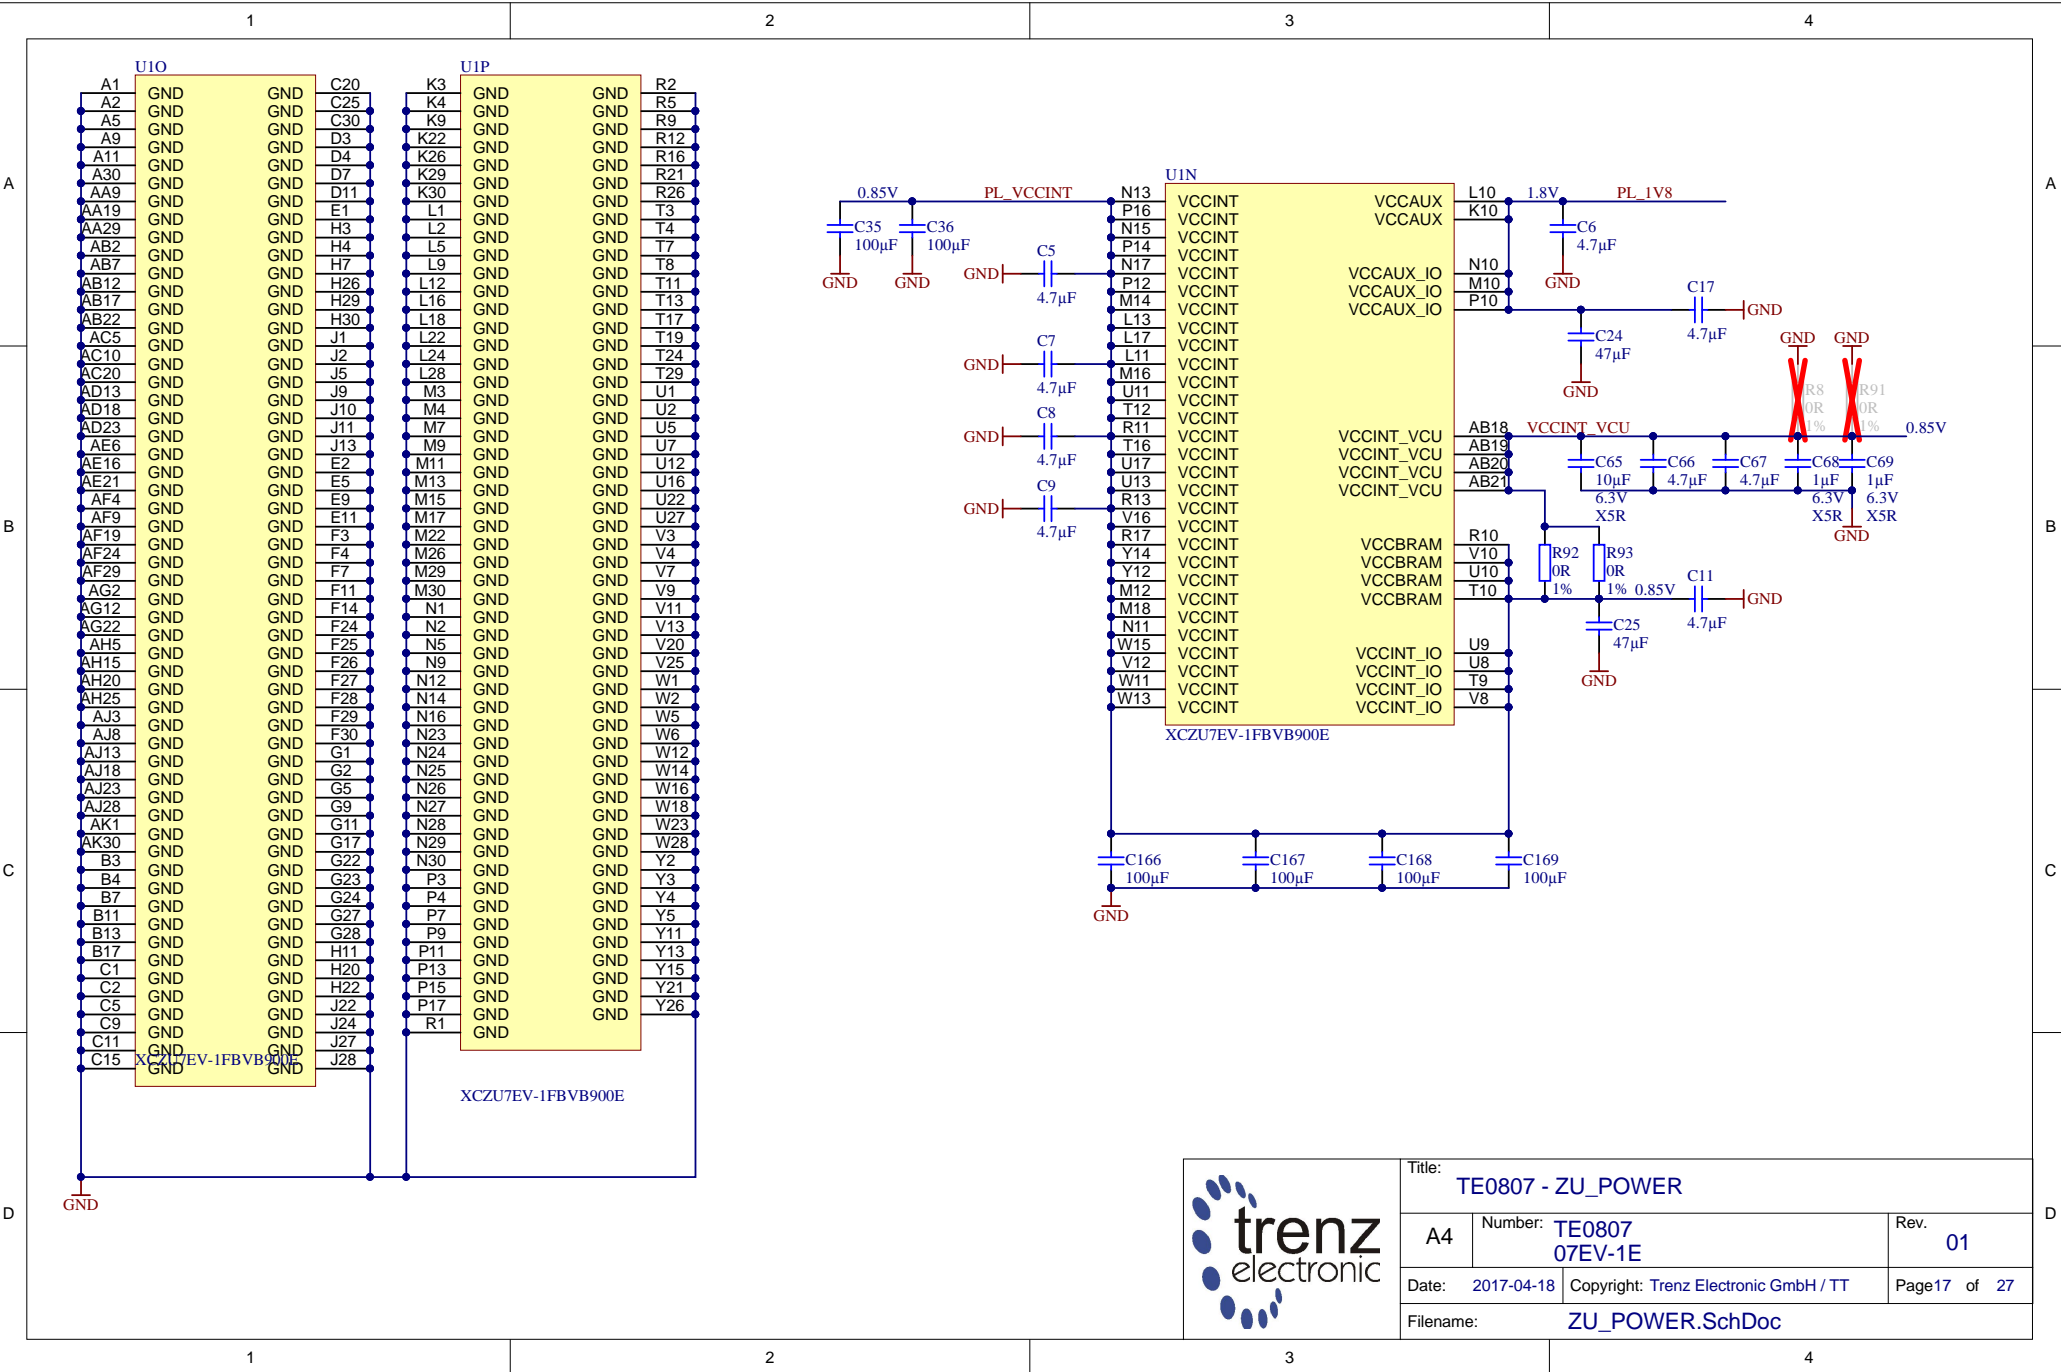 1 2 3 4
A B C D
A B C D
1 2 3 4
U1O
A1 GND GND C20
A2 GND GND C25
A5 GND GND C30
A9 GND GND D3
A11 GND GND D4
A30 GND GND D7
AA9 GND GND D11
AA19 GND GND E1
AA29 GND GND H3
AB2 GND GND H4
AB7 GND GND H7
AB12 GND GND H26
AB17 GND GND H29
AB22 GND GND H30
AC5 GND GND J1
AC10 GND GND J2
AC20 GND GND J5
AD13 GND GND J9
AD18 GND GND J10
AD23 GND GND J11
AE6 GND GND J13
AE16 GND GND E2
AE21 GND GND E5
AF4 GND GND E9
AF9 GND GND E11
AF19 GND GND F3
AF24 GND GND F4
AF29 GND GND F7
AG2 GND GND F11
AG12 GND GND F14
AG22 GND GND F24
AH5 GND GND F25
AH15 GND GND F26
AH20 GND GND F27
AH25 GND GND F28
AJ3 GND GND F29
AJ8 GND GND F30
AJ13 GND GND G1
AJ18 GND GND G2
AJ23 GND GND G5
AJ28 GND GND G9
AK1 GND GND G11
AK30 GND GND G17
B3 GND GND G22
B4 GND GND G23
B7 GND GND G24
B11 GND GND G27
B13 GND GND G28
B17 GND GND H11
C1 GND GND H20
C2 GND GND H22
C5 GND GND J22
C9 GND GND J24
C11 GND GND J27
C15 GND GND J28
XCZU7EV-1FBVB900E
GND
U1P
K3 GND GND R2
K4 GND GND R5
K9 GND GND R9
K22 GND GND R12
K26 GND GND R16
K29 GND GND R21
K30 GND GND R26
L1 GND GND T3
L2 GND GND T4
L5 GND GND T7
L9 GND GND T8
L12 GND GND T11
L16 GND GND T13
L18 GND GND T17
L22 GND GND T19
L24 GND GND T24
L28 GND GND T29
M3 GND GND U1
M4 GND GND U2
M7 GND GND U5
M9 GND GND U7
M11 GND GND U12
M13 GND GND U16
M15 GND GND U22
M17 GND GND U27
M22 GND GND V3
M26 GND GND V4
M29 GND GND V7
M30 GND GND V9
N1 GND GND V11
N2 GND GND V13
N5 GND GND V20
N9 GND GND V25
N12 GND GND W1
N14 GND GND W2
N16 GND GND W5
N23 GND GND W6
N24 GND GND W12
N25 GND GND W14
N26 GND GND W16
N27 GND GND W18
N28 GND GND W23
N29 GND GND W28
N30 GND GND Y2
P3 GND GND Y3
P4 GND GND Y4
P7 GND GND Y5
P9 GND GND Y11
P11 GND GND Y13
P13 GND GND Y15
P15 GND GND Y21
P17 GND GND Y26
R1 GND
XCZU7EV-1FBVB900E
0.85V PL_VCCINT
C35 100µF GND
C36 100µF GND
GND C5 4.7µF
GND C7 4.7µF
GND C8 4.7µF
GND C9 4.7µF
U1N
N13 VCCINT VCCAUX L10
P16 VCCINT VCCAUX K10
N15 VCCINT
P14 VCCINT
N17 VCCINT VCCAUX_IO N10
P12 VCCINT VCCAUX_IO M10
M14 VCCINT VCCAUX_IO P10
L13 VCCINT
L17 VCCINT
L11 VCCINT
M16 VCCINT
U11 VCCINT
T12 VCCINT
R11 VCCINT VCCINT_VCU AB18
T16 VCCINT VCCINT_VCU AB19
U17 VCCINT VCCINT_VCU AB20
U13 VCCINT VCCINT_VCU AB21
R13 VCCINT
V16 VCCINT
R17 VCCINT VCCBRAM R10
Y14 VCCINT VCCBRAM V10
Y12 VCCINT VCCBRAM U10
M12 VCCINT VCCBRAM T10
M18 VCCINT
N11 VCCINT
W15 VCCINT VCCINT_IO U9
V12 VCCINT VCCINT_IO U8
W11 VCCINT VCCINT_IO T9
W13 VCCINT VCCINT_IO V8
XCZU7EV-1FBVB900E
1.8V PL_1V8
C6 4.7µF GND
C17 4.7µF GND
C24 47µF GND
GND R8 0R 1%
GND R91 0R 1%
VCCINT_VCU 0.85V
C65 10µF 6.3V X5R
C66 4.7µF
C67 4.7µF
C68 1µF 6.3V X5R
C69 1µF 6.3V X5R
GND
R92 0R 1%
R93 0R 1%
0.85V
C11 4.7µF GND
C25 47µF GND
C166 100µF
C167 100µF
C168 100µF
C169 100µF
GND
trenz
electronic
Title:
TE0807 - ZU_POWER
A4
Number: TE0807
07EV-1E
Rev.
01
Date: 2017-04-18 Copyright: Trenz Electronic GmbH / TT Page17 of 27
Filename: ZU_POWER.SchDoc